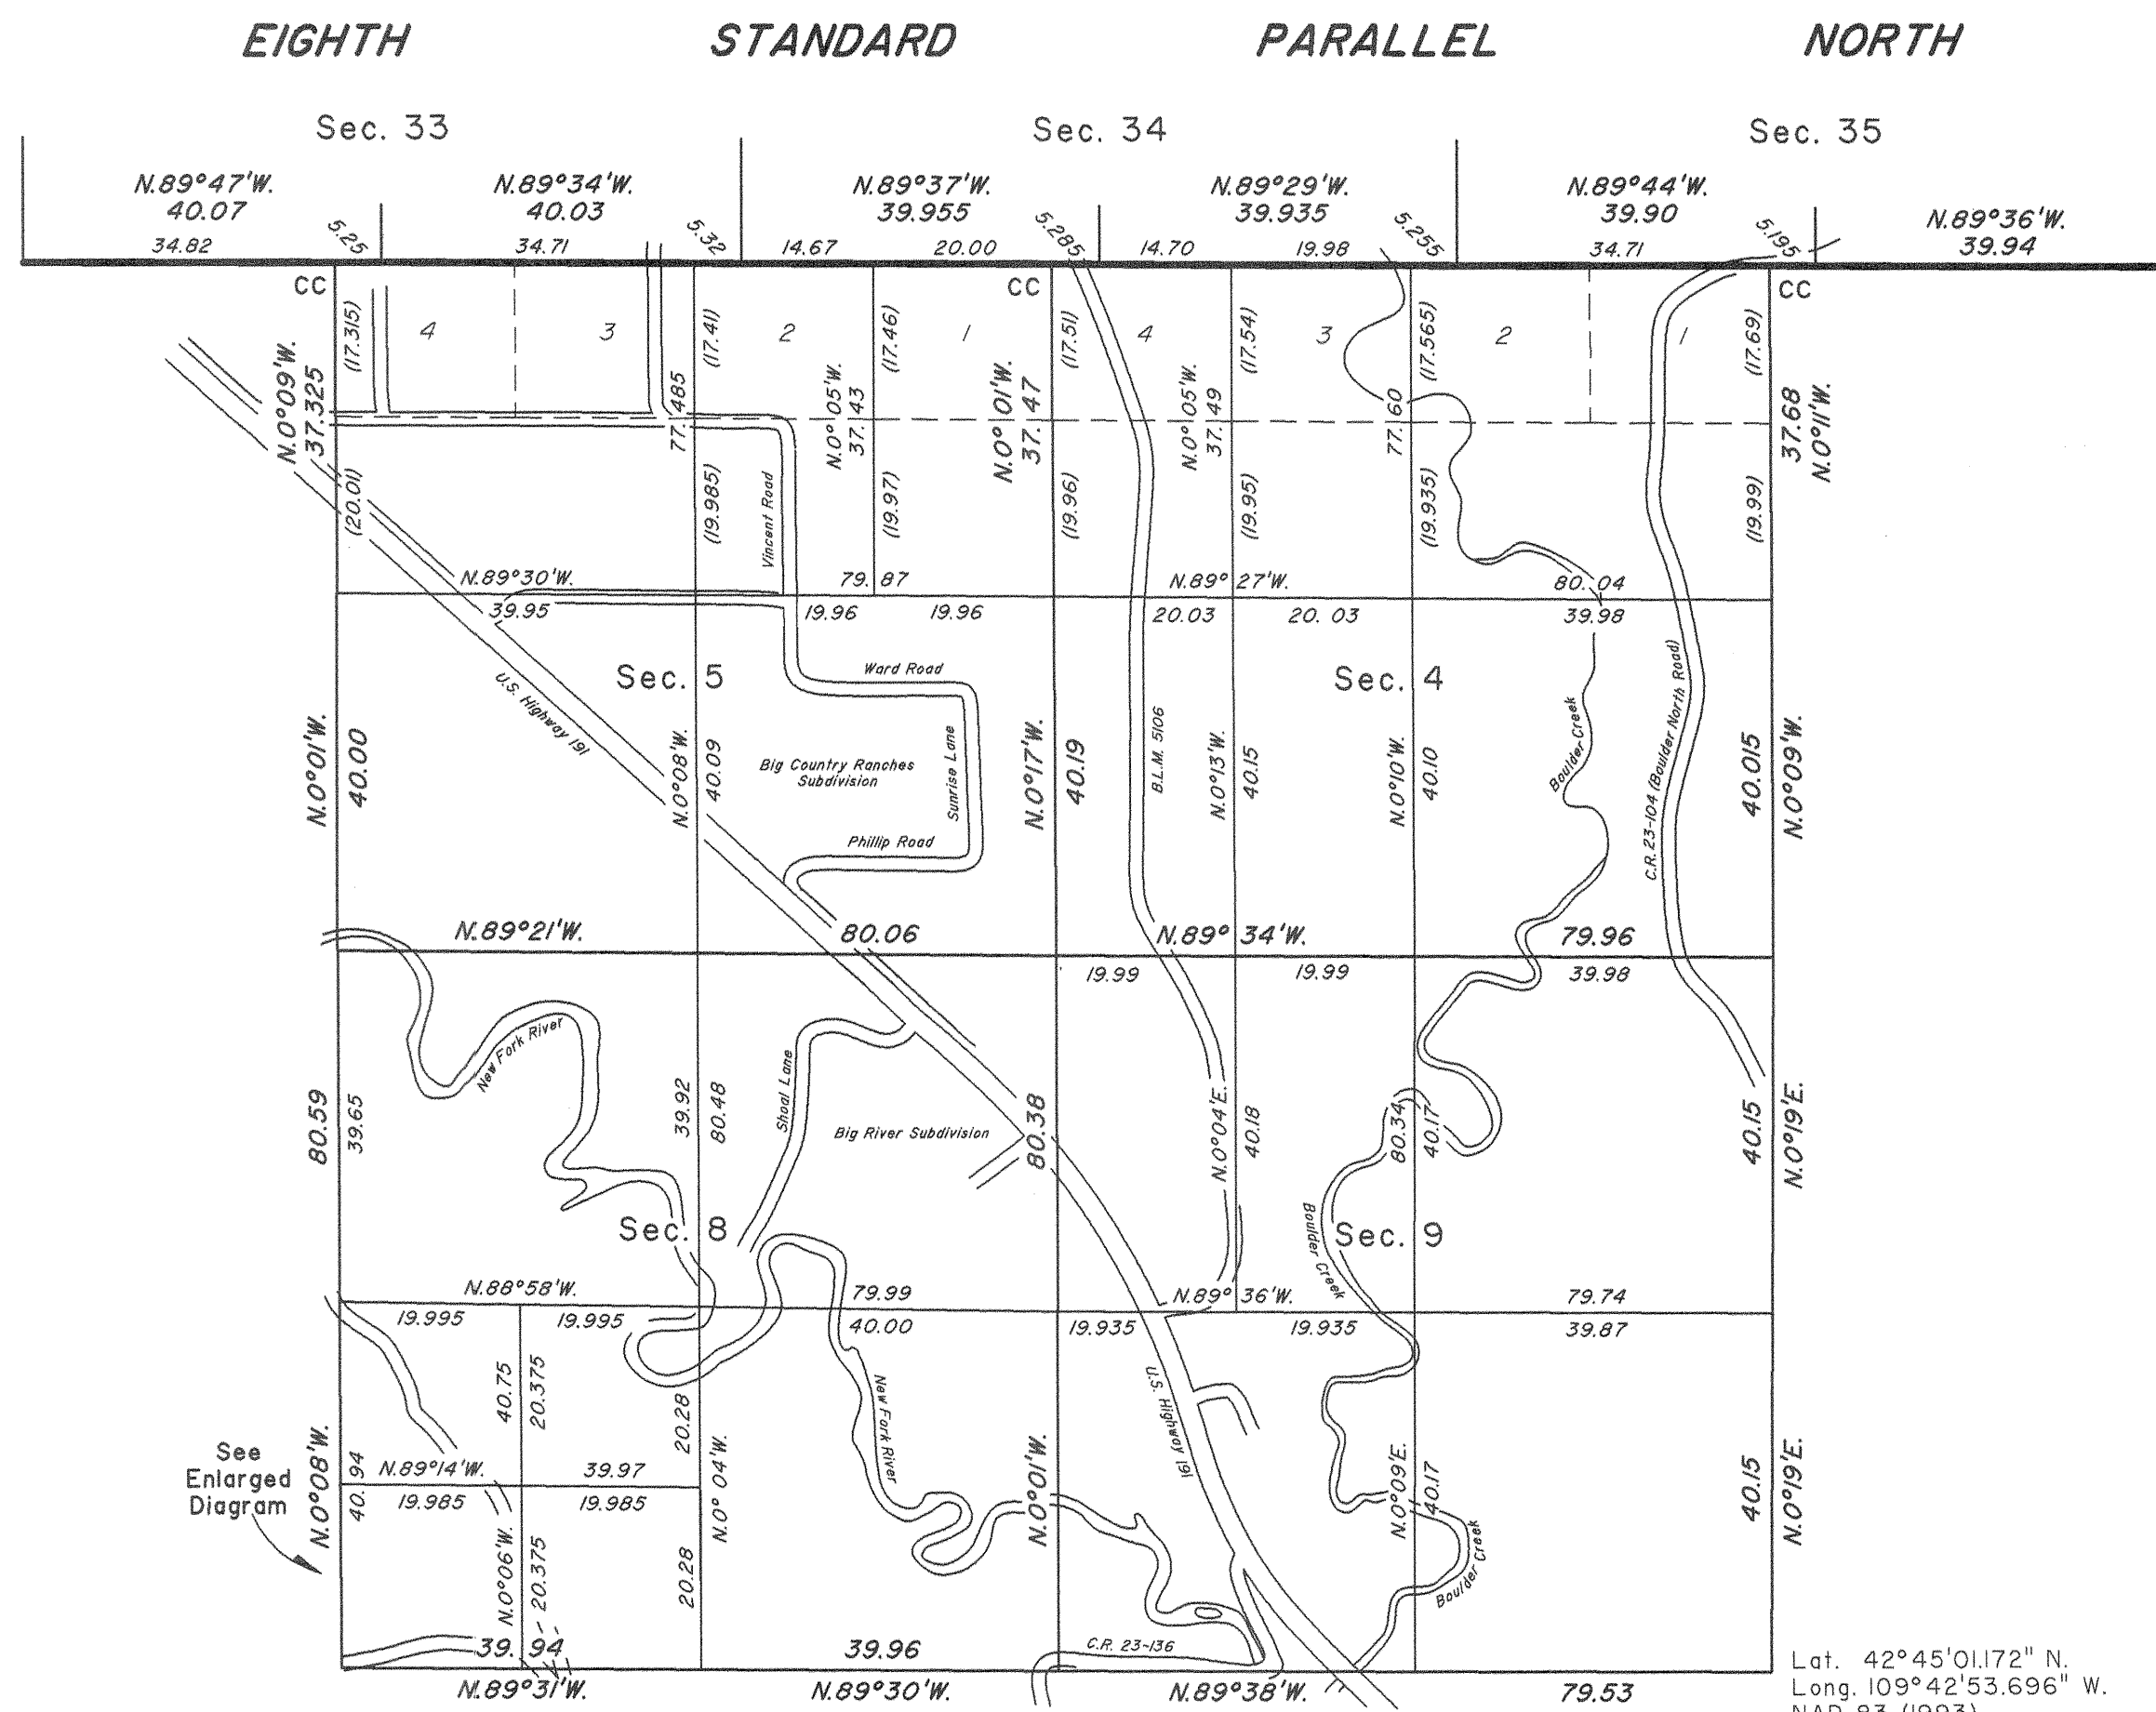 EIGHTH STANDARD PARALLEL NORTH
Sec. 33 Sec. 34 Sec. 35
N.89°47'W. N.89°34'W. N.89°37'W. N.89°29'W. N.89°44'W. N.89°36'W.
40.07 40.03 39.955 39.935 39.90 39.94
34.82 5.25 34.71 5.32 14.67 20.00 5.285 14.70 19.98 5.255 34.71 5.195
CC CC CC
4 3 2 1 4 3 2 1
(17.315) (17.41) (17.46) (17.51) (17.54) (17.565) (17.69)
N.0°09'W.
37.325
77.485
N.0°05'W.
37.43
N.0°01'W.
37.47
N.0°05'W.
37.49
77.60
37.68
N.0°11'W.
(20.01) (19.985) (19.97) (19.96) (19.95) (19.935) (19.99)
Vincent Road
N.89°30'W. 79.87 N.89°27'W. 80.04
39.95 19.96 19.96 20.03 20.03 39.98
Sec. 5 Sec. 4
Ward Road
U.S. Highway 191
Sunrise Lane
Big Country Ranches
Subdivision
Phillip Road
B.L.M. 5106
Boulder Creek
C.R. 23-104 (Boulder North Road)
N.0°01'W.
40.00
N.0°08'W.
40.09
N.0°17'W.
40.19
N.0°13'W.
40.15
N.0°10'W.
40.10
40.015
N.0°09'W.
N.89°21'W. 80.06 N.89°34'W. 79.96
19.99 19.99 39.98
New Fork River
Shoal Lane
Big River Subdivision
80.59
39.65
39.92
80.48
80.38
N.0°04'E.
40.18
80.34
40.17
40.15
N.0°19'E.
Sec. 8 Sec. 9
Boulder Creek
N.88°58'W. 79.99 N.89°36'W. 79.74
19.995 19.995 40.00 19.935 19.935 39.87
40.75
20.375
20.28
New Fork River
U.S. Highway 191
See
Enlarged
Diagram
N.0°08'W.
40.94
N.89°14'W. 39.97
19.985 19.985
N.0°06'W.
20.375
20.28
N.0°04'W.
N.0°01'W.
N.0°09'E.
40.17
Boulder Creek
40.15
N.0°19'E.
39.94 39.96 C.R. 23-136
N.89°31'W. N.89°30'W. N.89°38'W. 79.53
Lat. 42°45'01.172" N.
Long. 109°42'53.696" W.
NAD 83 (1993)